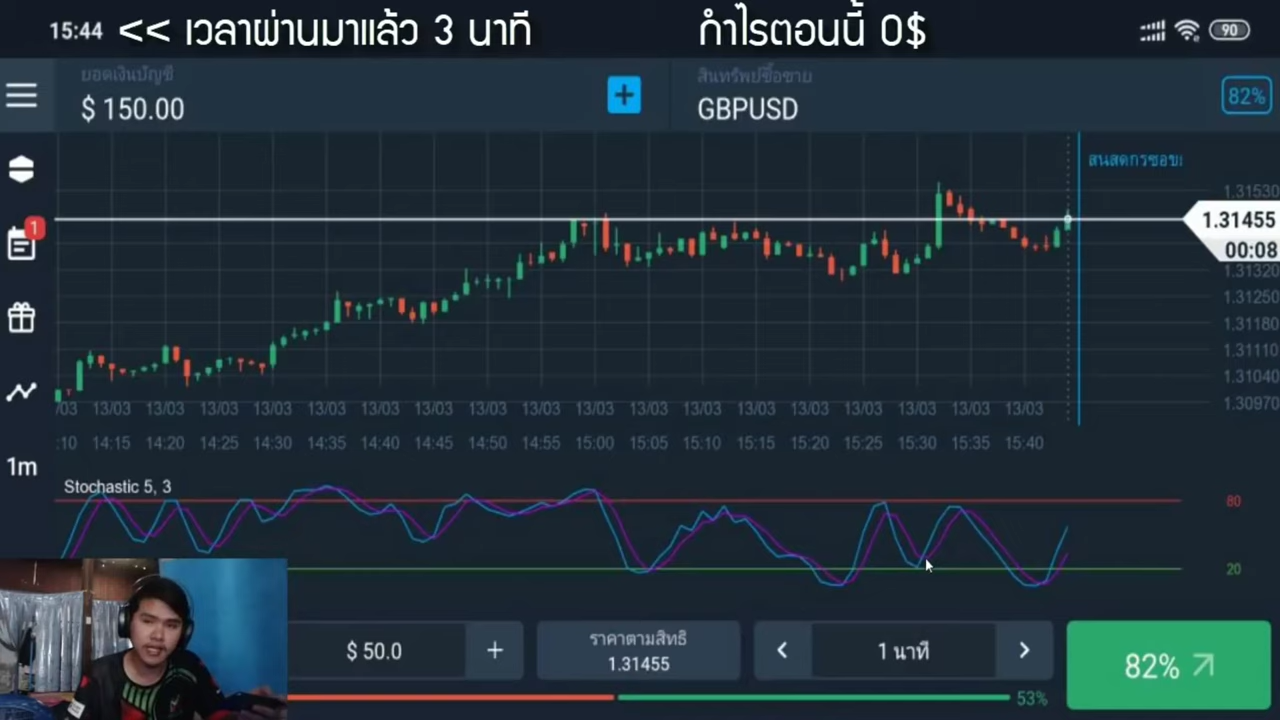 15:44 << เวลาผ่านมาแล้ว 3 นาที กำไรตอนนี้ 0$ 90
ยอดเงินบัญชี สินทรัพย์ซื้อขาย
$ 150.00 + GBPUSD 82%
1.31530
1
1.31455
00:08
1.31320
1.31250
1.31180
1.31110
1.31040
1.30970
/03 13/03 13/03 13/03 13/03 13/03 13/03 13/03 13/03 13/03 13/03 13/03 13/03 13/03 13/03 13/03 13/03 13/03 13/03
:10 14:15 14:20 14:25 14:30 14:35 14:40 14:45 14:50 14:55 15:00 15:05 15:10 15:15 15:20 15:25 15:30 15:35 15:40
1m
Stochastic 5, 3
80
20
$ 50.0 + ราคาตามสิทธิ < 1 นาที > 82%
1.31455
53%